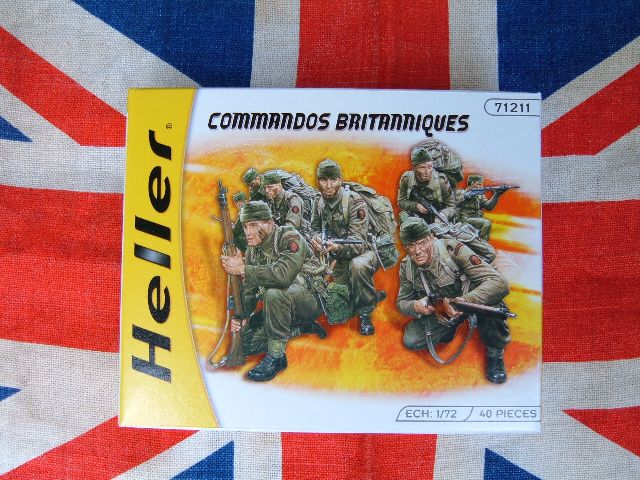 71211
COMMANDOS BRITANNIQUES
Heller®
ECH: 1/72 40 PIECES